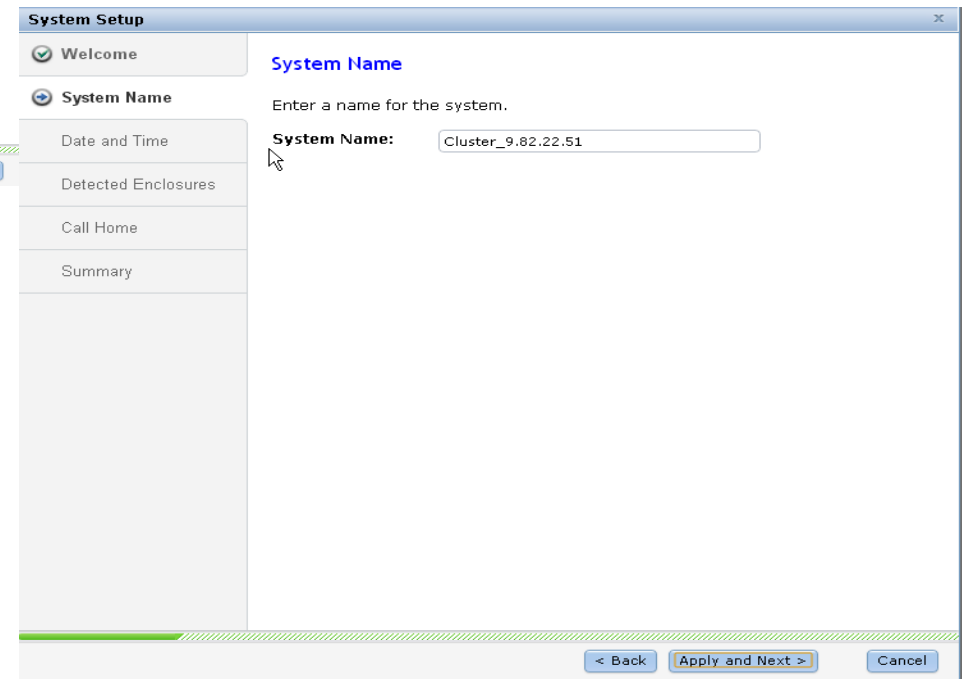 System Setup
x
Welcome
System Name
Date and Time
Detected Enclosures
Call Home
Summary
System Name
Enter a name for the system.
System Name: Cluster_9.82.22.51
< Back Apply and Next > Cancel